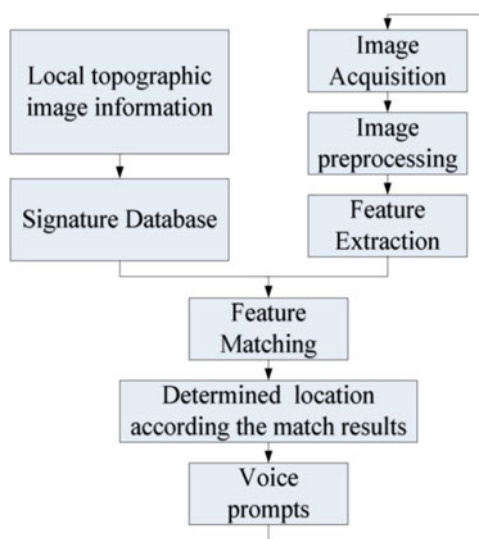 Local topographic
image information
Signature Database
Image
Acquisition
Image
preprocessing
Feature
Extraction
Feature
Matching
Determined location
according the match results
Voice
prompts